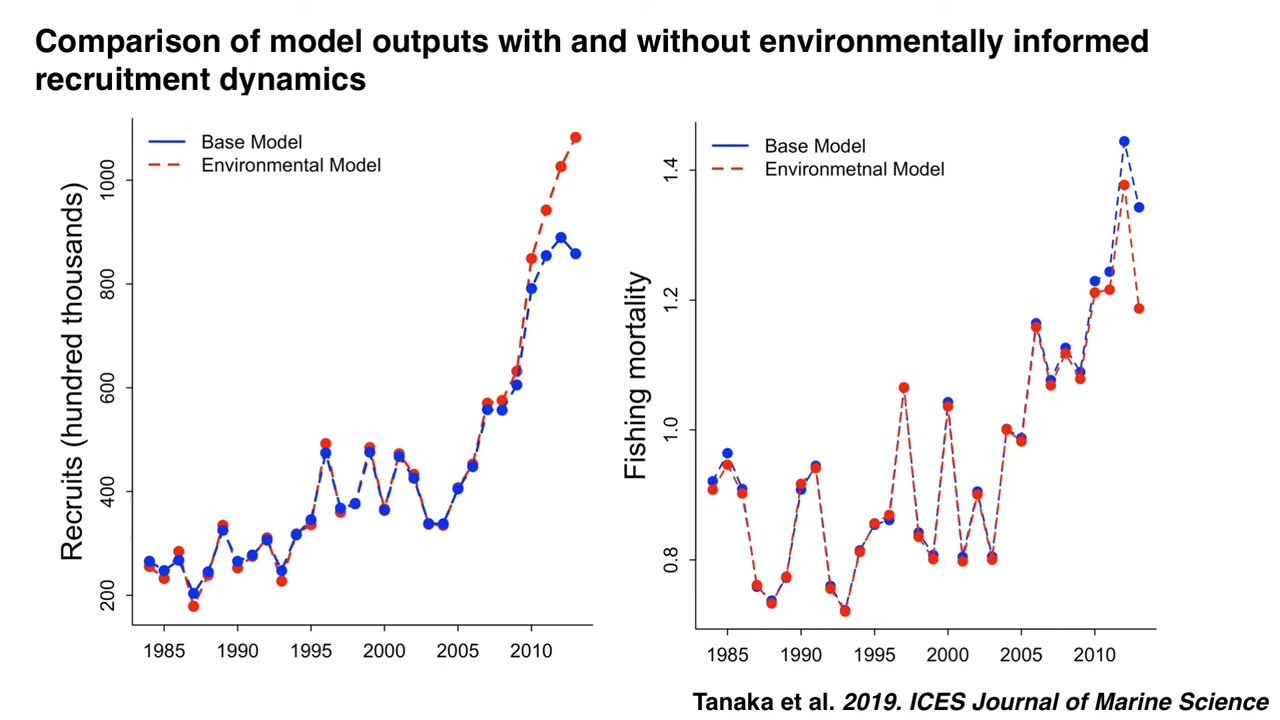 Comparison of model outputs with and without environmentally informed
recruitment dynamics
Base Model
Environmental Model
Recruits (hundred thousands)
1000
800
600
400
200
1985 1990 1995 2000 2005 2010
Base Model
Environmetnal Model
Fishing mortality
1.4
1.2
1.0
0.8
1985 1990 1995 2000 2005 2010
Tanaka et al. 2019. ICES Journal of Marine Science